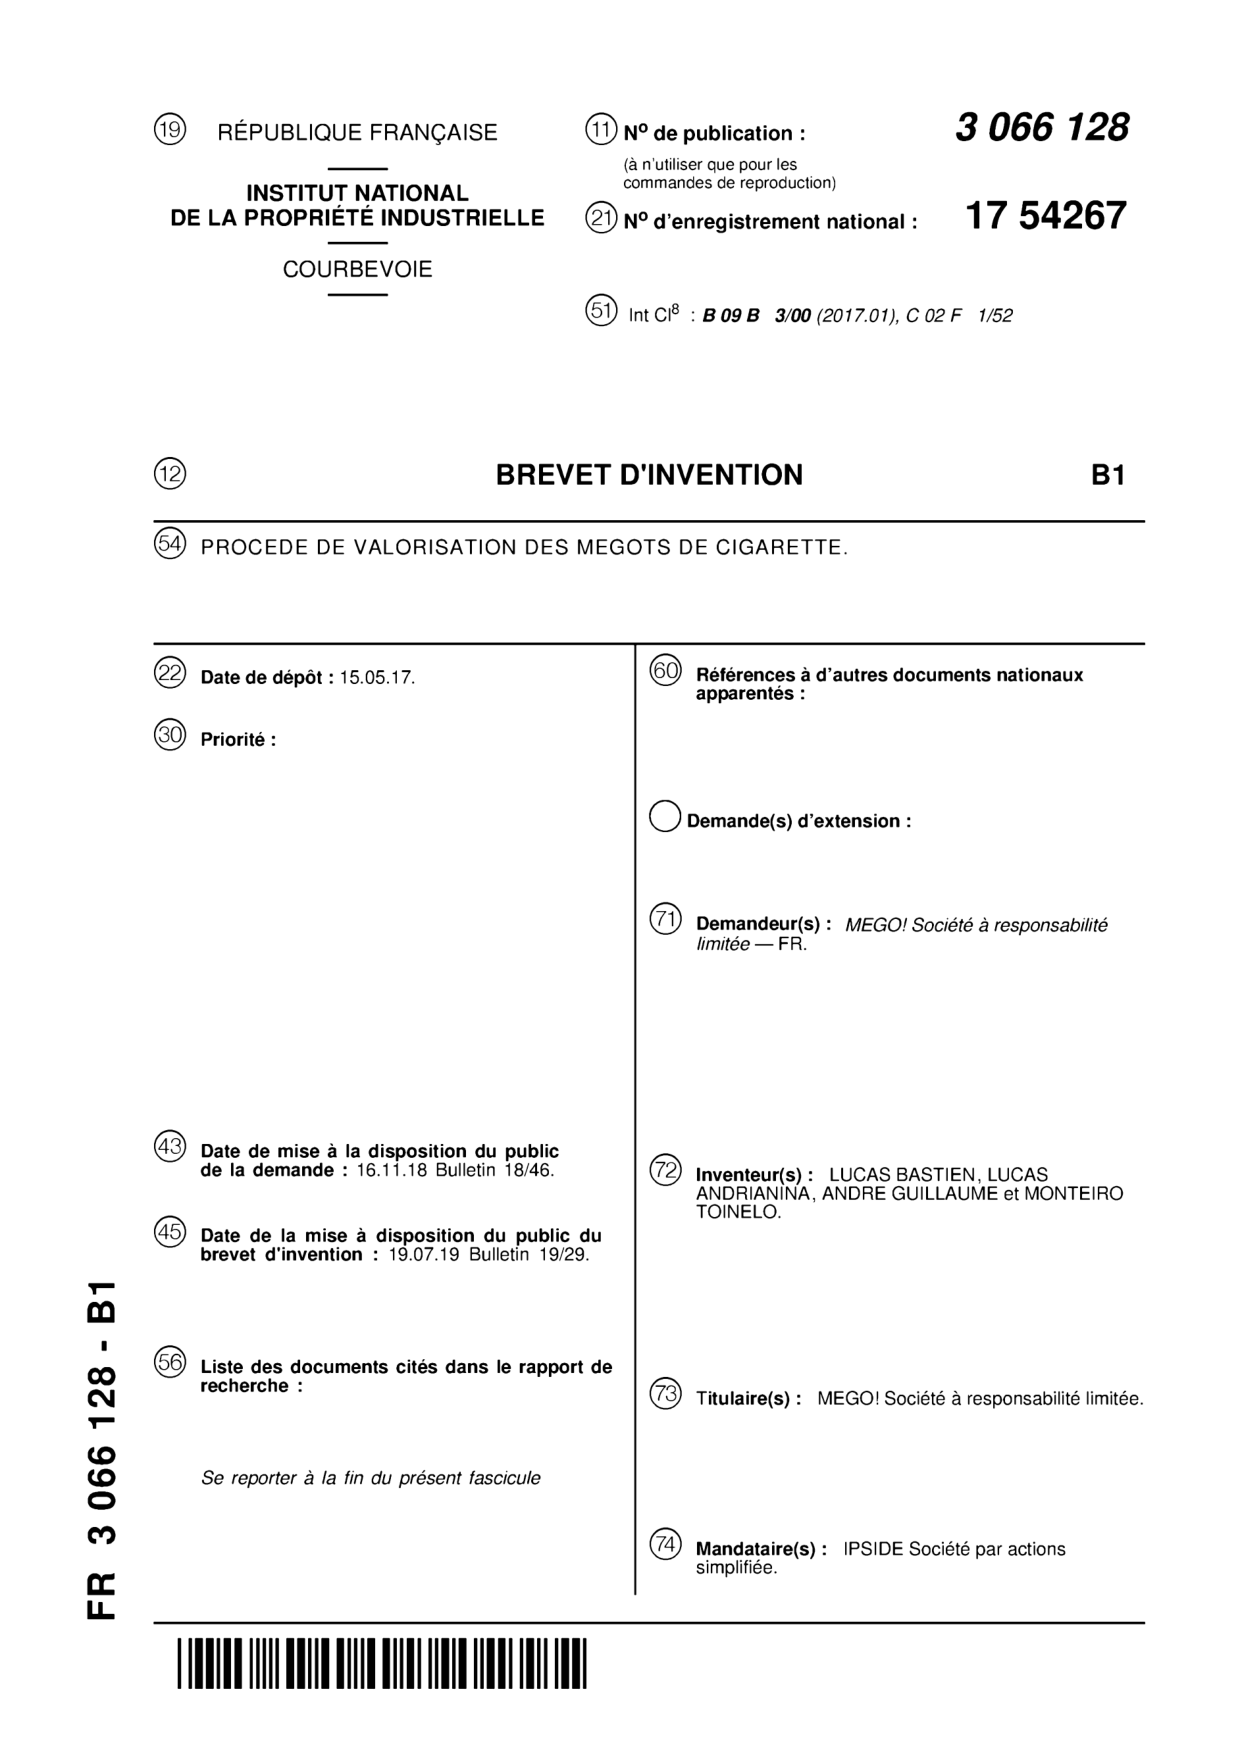 19 RÉPUBLIQUE FRANÇAISE
INSTITUT NATIONAL
DE LA PROPRIÉTÉ INDUSTRIELLE
COURBEVOIE
11 Nº de publication : 3 066 128
(à n'utiliser que pour les
commandes de reproduction)
21 Nº d'enregistrement national : 17 54267
51 Int Cl8 : B 09 B 3/00 (2017.01), C 02 F 1/52
12 BREVET D'INVENTION B1
54 PROCEDE DE VALORISATION DES MEGOTS DE CIGARETTE.
22 Date de dépôt : 15.05.17.
30 Priorité :
43 Date de mise à la disposition du public
de la demande : 16.11.18 Bulletin 18/46.
45 Date de la mise à disposition du public du
brevet d'invention : 19.07.19 Bulletin 19/29.
56 Liste des documents cités dans le rapport de
recherche :
Se reporter à la fin du présent fascicule
60 Références à d'autres documents nationaux
apparentés :
Demande(s) d'extension :
71 Demandeur(s) : MEGO! Société à responsabilité
limitée — FR.
72 Inventeur(s) : LUCAS BASTIEN, LUCAS
ANDRIANINA, ANDRE GUILLAUME et MONTEIRO
TOINELO.
73 Titulaire(s) : MEGO! Société à responsabilité limitée.
74 Mandataire(s) : IPSIDE Société par actions
simplifiée.
FR 3 066 128 - B1